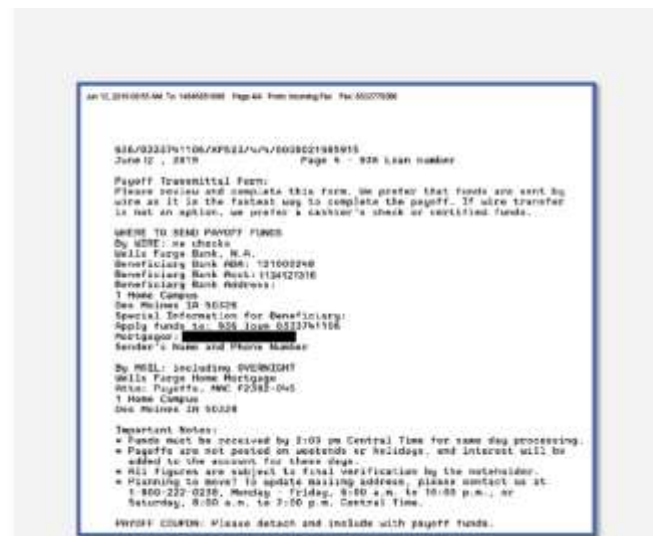 Page 4/4 From: Incoming Fax
June 12 , 2019 Page 4 - 936 Loan number
Payoff Transmittal Form:
Please review and complete this form. We prefer that funds are sent by
wire as it is the fastest way to complete the payoff. If wire transfer
is not an option, we prefer a cashier's check or certified funds.
WHERE TO SEND PAYOFF FUNDS
By WIRE: no checks
Wells Fargo Bank, N.A.
Beneficiary Bank ABA: 121000248
Beneficiary Bank Acct:
Beneficiary Bank Address:
1 Home Campus
Des Moines IA 50328
Special Information for Beneficiary:
Apply funds to: 936 loan
Mortgagor:
Sender's Name and Phone Number
By MAIL: including OVERNIGHT
Wells Fargo Home Mortgage
Attn: Payoffs, MAC F2302-045
1 Home Campus
Des Moines IA 50328
Important Notes:
* Funds must be received by 2:00 pm Central Time for same day processing.
* Payoffs are not posted on weekends or holidays, and interest will be
added to the account for these days.
* All figures are subject to final verification by the noteholder.
* Planning to move? To update mailing address, please contact us at
1-800-222-0238, Monday - Friday, 6:00 a.m. to 10:00 p.m., or
Saturday, 8:00 a.m. to 2:00 p.m. Central Time.
PAYOFF COUPON: Please detach and include with payoff funds.